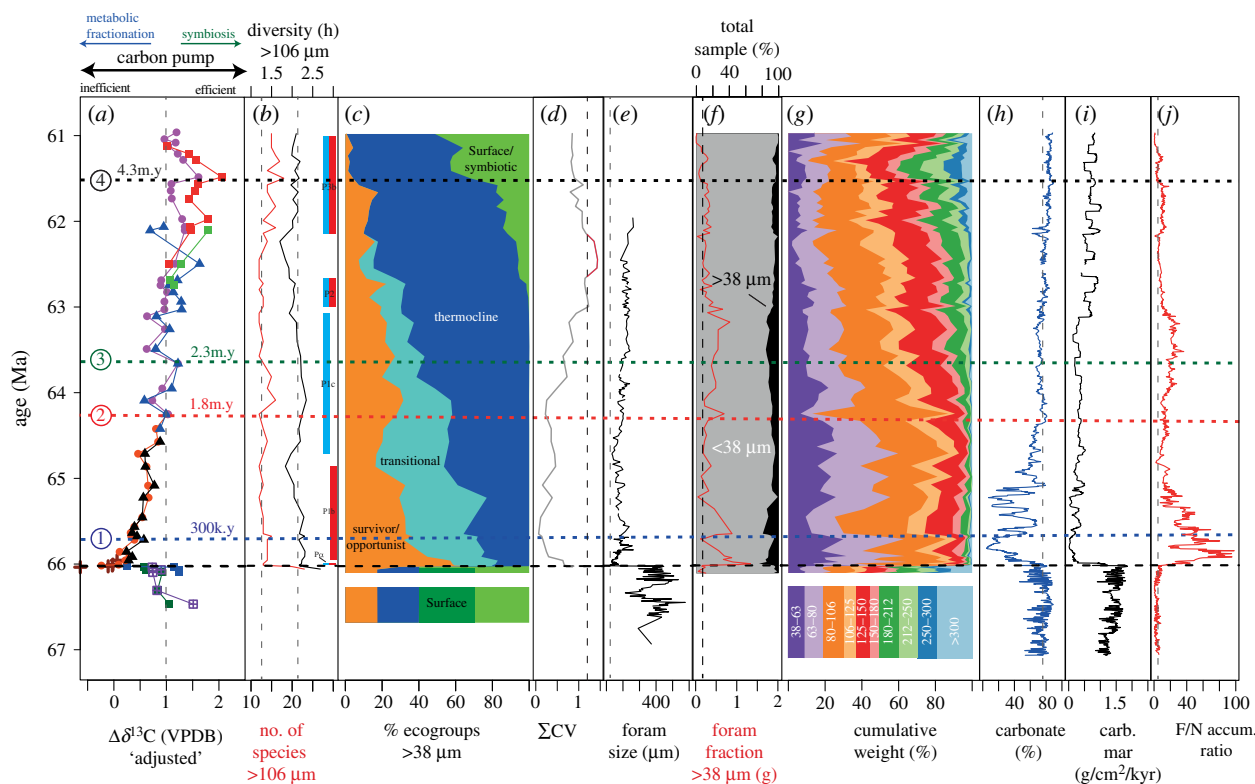 metabolic
fractionation
symbiosis
carbon pump
inefficient
efficient
diversity (h)
>106 μm
1.5 2.5
total
sample (%)
0 40 100
(a) (b) (c) (d) (e) (f) (g) (h) (i) (j)
age (Ma)
61
62
63
64
65
66
67
4 4.3m.y
3 2.3m.y
2 1.8m.y
1 300k.y
P3b
P2
P1c
P1b
Pα
Surface/
symbiotic
thermocline
transitional
survivor/
opportunist
Surface
>38 μm
<38 μm
38–63
63–80
80–106
106–125
125–150
150–180
180–212
212–250
250–300
>300
0 1 2
Δδ¹³C (VPDB)
‘adjusted’
10 20
no. of
species
>106 μm
0 20 40 60 80
% ecogroups
>38 μm
0 1
ΣCV
400
foram
size (μm)
0 1 2
foram
fraction
>38 μm (g)
20 40 60 80
cumulative
weight (%)
0 40 80
carbonate
(%)
0 1.5
carb.
mar
(g/cm²/kyr)
0 40 100
F/N accum.
ratio